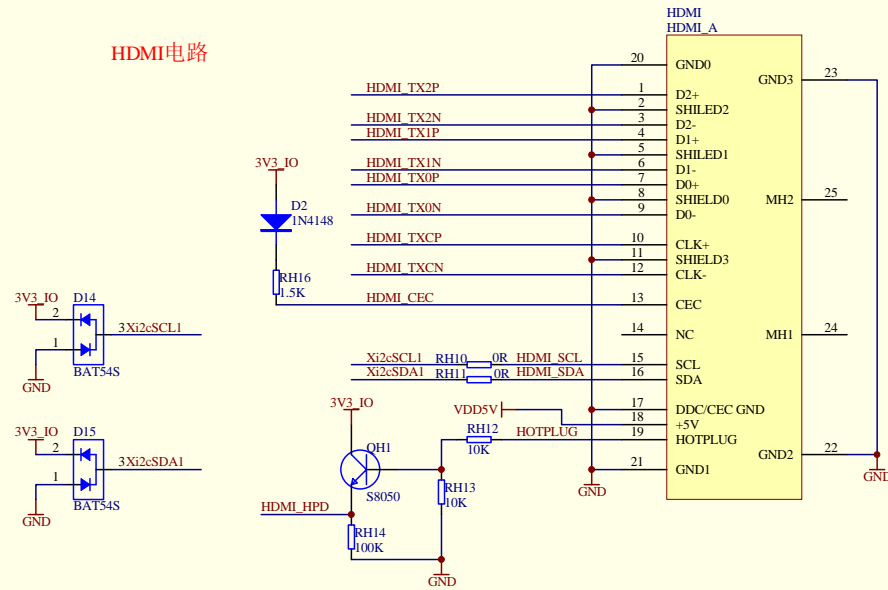 HDMI
HDMI_A
HDMI电路
20
GND0
23
GND3
HDMI_TX2P
1
D2+
2
SHILED2
HDMI_TX2N
3
D2-
HDMI_TX1P
4
D1+
5
SHILED1
HDMI_TX1N
6
D1-
HDMI_TX0P
7
D0+
8
SHIELD0
HDMI_TX0N
9
D0-
MH2
25
HDMI_TXCP
10
CLK+
11
SHIELD3
HDMI_TXCN
12
CLK-
3V3_IO
D2
1N4148
RH16
1.5K
HDMI_CEC
13
CEC
14
NC
MH1
24
3V3_IO
D14
2
3
Xi2cSCL1
1
BAT54S
GND
Xi2cSCL1
RH10
0R
HDMI_SCL
15
SCL
Xi2cSDA1
RH11
0R
HDMI_SDA
16
SDA
17
DDC/CEC GND
VDD5V
18
+5V
RH12
10K
HOTPLUG
19
HOTPLUG
GND2
22
21
GND1
GND
GND
3V3_IO
D15
2
3
Xi2cSDA1
1
BAT54S
GND
3V3_IO
QH1
S8050
RH13
10K
HDMI_HPD
RH14
100K
GND